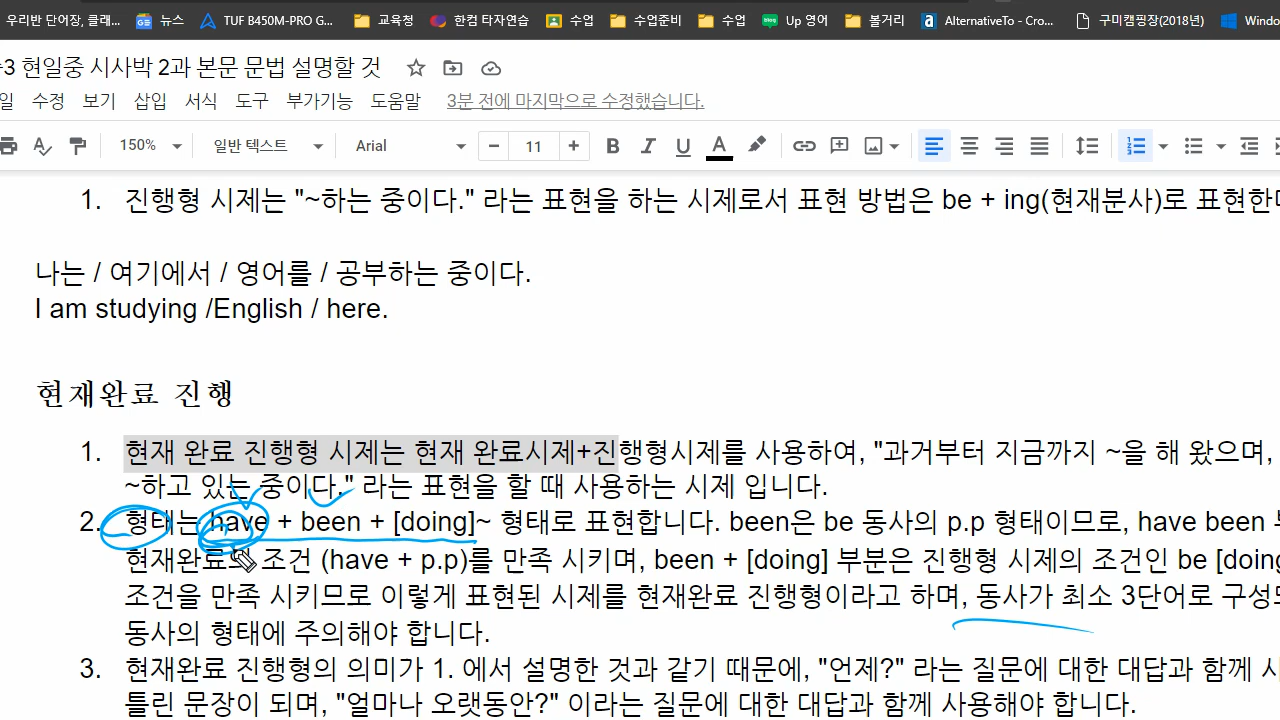 우리반 단어장, 클래... 뉴스 TUF B450M-PRO G... 교육청 한컴 타자연습 수업 수업준비 수업 Up 영어 볼거리 AlternativeTo - Cro... 구미캠핑장(2018년) Windo
3 현일중 시사박 2과 본문 문법 설명할 것
일 수정 보기 삽입 서식 도구 부가기능 도움말 3분 전에 마지막으로 수정했습니다.
150% 일반 텍스트 Arial 11 B I U A
1. 진행형 시제는 "~하는 중이다." 라는 표현을 하는 시제로서 표현 방법은 be + ing(현재분사)로 표현한다
나는 / 여기에서 / 영어를 / 공부하는 중이다.
I am studying /English / here.
현재완료 진행
1. 현재 완료 진행형 시제는 현재 완료시제+진행형시제를 사용하여, "과거부터 지금까지 ~을 해 왔으며,
~하고 있는 중이다." 라는 표현을 할 때 사용하는 시제 입니다.
2. 형태는 have + been + [doing]~ 형태로 표현합니다. been은 be 동사의 p.p 형태이므로, have been
현재완료의 조건 (have + p.p)를 만족 시키며, been + [doing] 부분은 진행형 시제의 조건인 be [doing
조건을 만족 시키므로 이렇게 표현된 시제를 현재완료 진행형이라고 하며, 동사가 최소 3단어로 구성
동사의 형태에 주의해야 합니다.
3. 현재완료 진행형의 의미가 1. 에서 설명한 것과 같기 때문에, "언제?" 라는 질문에 대한 대답과 함께
틀린 문장이 되며, "얼마나 오랫동안?" 이라는 질문에 대한 대답과 함께 사용해야 합니다.